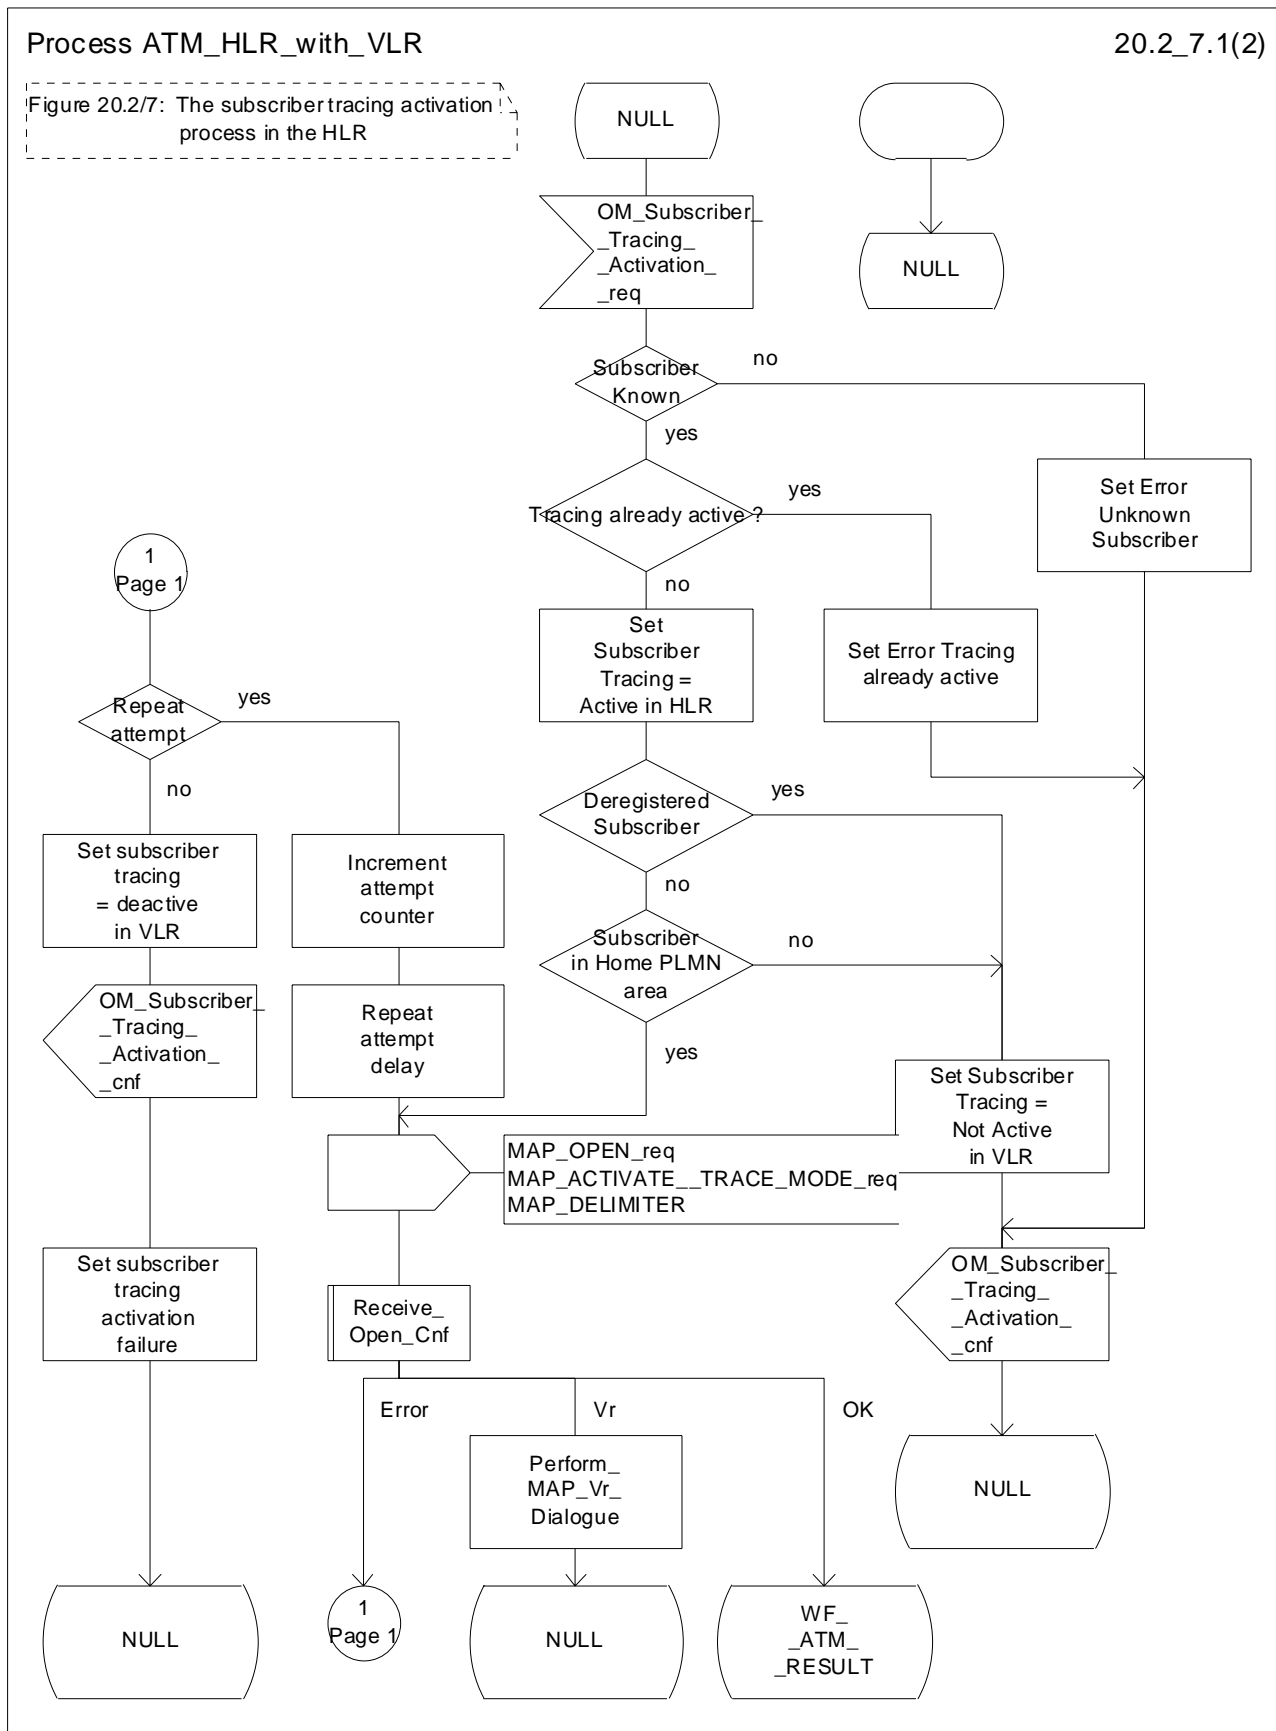 Process ATM_HLR_with_VLR
20.2_7.1(2)
Figure 20.2/7: The subscriber tracing activation
process in the HLR
NULL
OM_Subscriber_
_Tracing_
_Activation_
_req
NULL
Subscriber
Known
no
yes
Tracing already active ?
yes
no
Set Error
Unknown
Subscriber
1
Page 1
Set
Subscriber
Tracing =
Active in HLR
Set Error Tracing
already active
Repeat
attempt
yes
no
Deregistered
Subscriber
yes
no
Set subscriber
tracing
= deactive
in VLR
Increment
attempt
counter
Subscriber
in Home PLMN
area
no
yes
OM_Subscriber_
_Tracing_
_Activation_
_cnf
Repeat
attempt
delay
Set Subscriber
Tracing =
Not Active
in VLR
MAP_OPEN_req
MAP_ACTIVATE__TRACE_MODE_req
MAP_DELIMITER
Set subscriber
tracing
activation
failure
Receive_
_Open_Cnf
OM_Subscriber_
_Tracing_
_Activation_
_cnf
Error
Vr
OK
Perform_
_MAP_Vr_
_Dialogue
NULL
NULL
1
Page 1
NULL
WF_
_ATM_
_RESULT